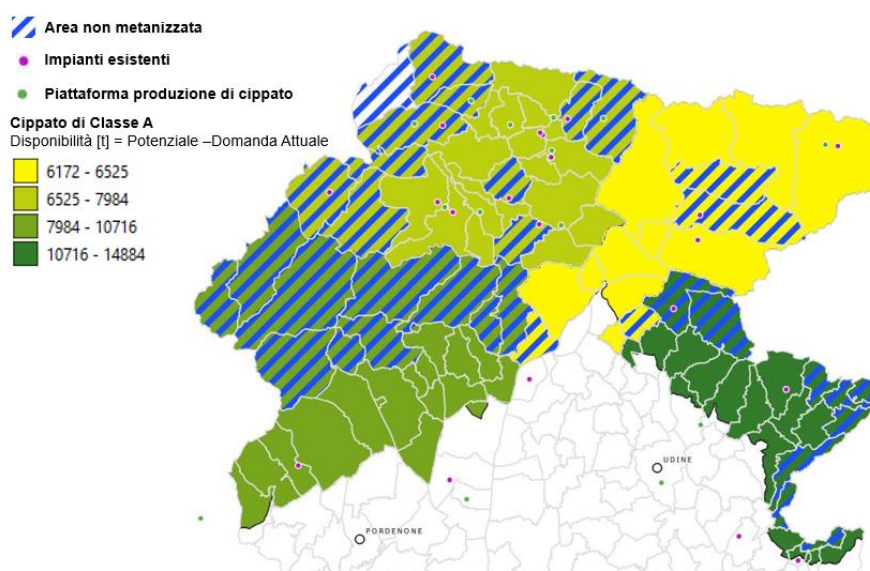 Area non metanizzata
Impianti esistenti
Piattaforma produzione di cippato
Cippato di Classe A
Disponibilità [t] = Potenziale –Domanda Attuale
6172 - 6525
6525 - 7984
7984 - 10716
10716 - 14884
UDINE
PORDENONE